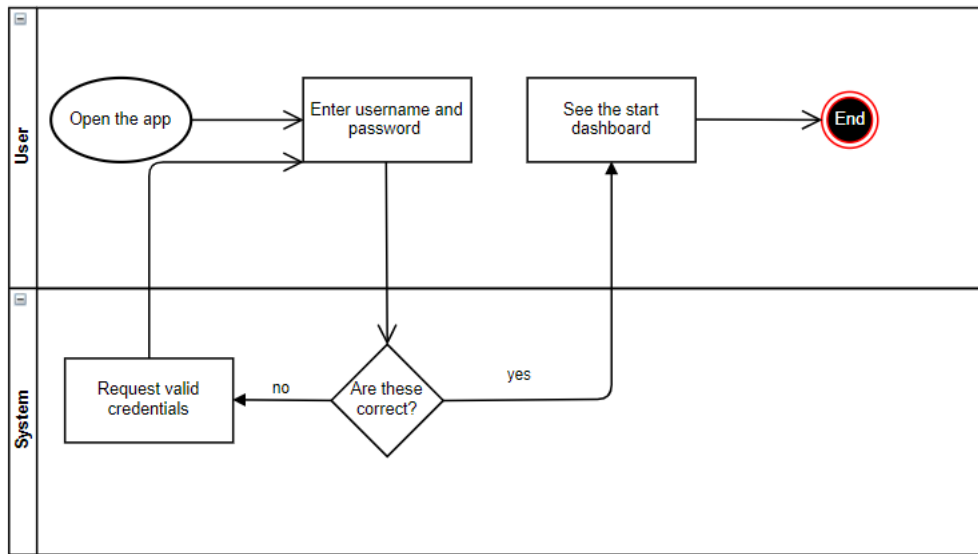 User
Open the app
Enter username and
password
See the start
dashboard
End
System
Request valid
credentials
no
Are these
correct?
yes